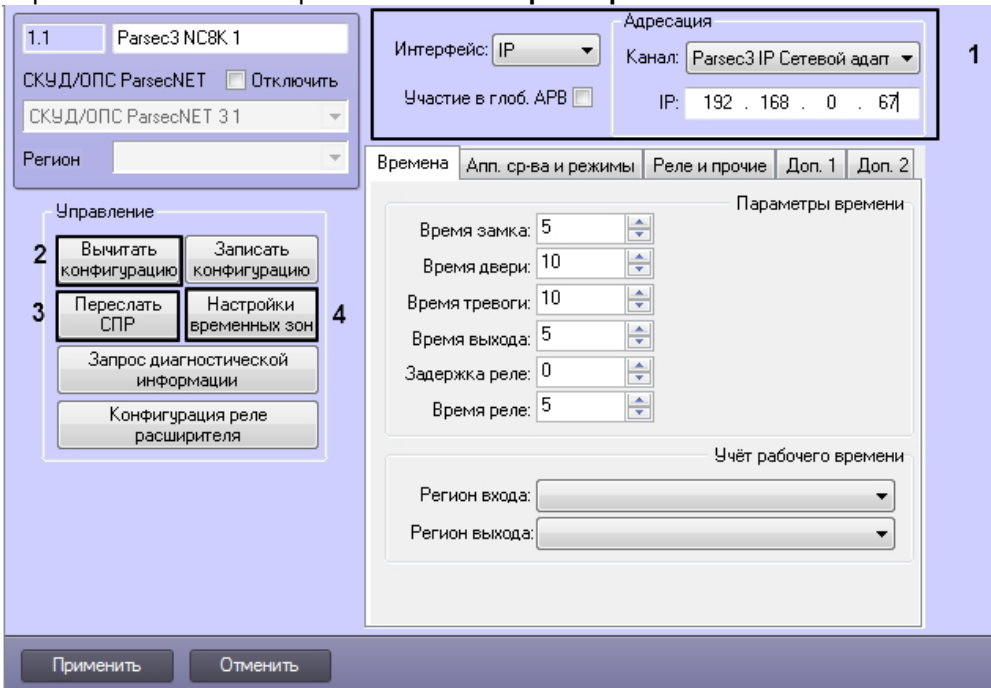 1.1 Parsec3 NC8K 1
СКУД/ОПС ParsecNET Отключить
СКУД/ОПС ParsecNET 3 1
Регион
Интерфейс: IP
Участие в глоб. APB
Адресация
Канал: Parsec3 IP Сетевой адап
IP: 192 . 168 . 0 . 67
1
Управление
2 Вычитать конфигурацию
Записать конфигурацию
3 Переслать СПР
Настройки временных зон 4
Запрос диагностической
информации
Конфигурация реле
расширителя
Времена Апп. ср-ва и режимы Реле и прочие Доп. 1 Доп. 2
Параметры времени
Время замка: 5
Время двери: 10
Время тревоги: 10
Время выхода: 5
Задержка реле: 0
Время реле: 5
Учёт рабочего времени
Регион входа:
Регион выхода:
Применить Отменить